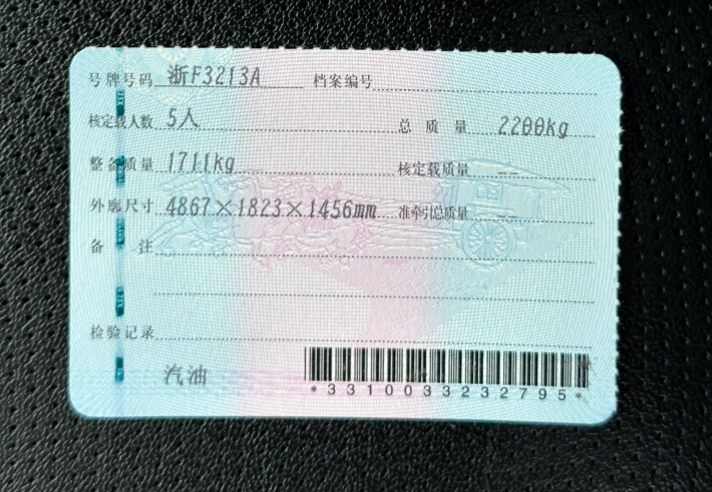 号牌号码 浙F3213A 档案编号
核定载人数 5人 总质量 2200kg
整备质量 1711kg 核定载质量 --
外廓尺寸 4867×1823×1456mm 准牵引总质量 --
备注
检验记录
汽油
*3310033232795*